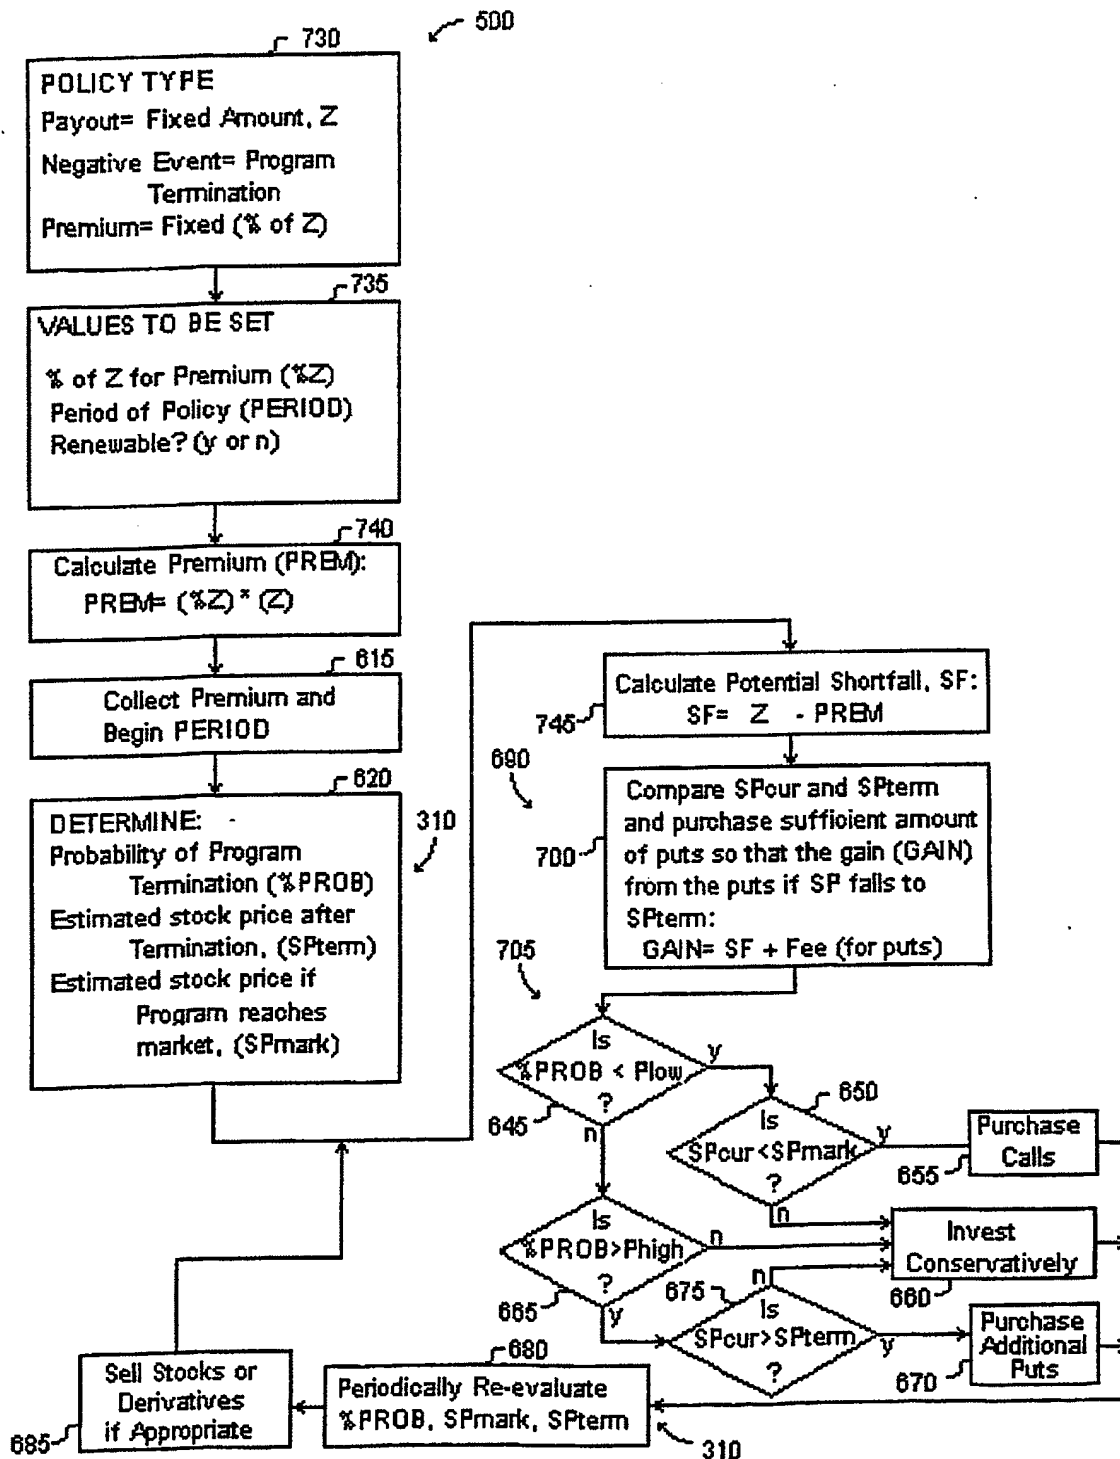 500
730
POLICY TYPE
Payout= Fixed Amount, Z
Negative Event= Program
Termination
Premium= Fixed (% of Z)
735
VALUES TO BE SET
% of Z for Premium (%Z)
Period of Policy (PERIOD)
Renewable? (y or n)
740
Calculate Premium (PREM):
PREM= (%Z) * (Z)
615
Collect Premium and
Begin PERIOD
620
DETERMINE:
Probability of Program
Termination (%PROB)
Estimated stock price after
Termination, (SPterm)
Estimated stock price if
Program reaches
market, (SPmark)
310
Calculate Potential Shortfall, SF:
SF= Z - PREM
745
690
Compare SPcur and SPterm
and purchase sufficient amount
of puts so that the gain (GAIN)
from the puts if SP falls to
SPterm:
GAIN= SF + Fee (for puts)
700
705
Is
%PROB < Plow
?
645
y
n
650
Is
SPcur<SPmark
?
y
n
Purchase
Calls
655
Is
%PROB>Phigh
?
665
n
y
Invest
Conservatively
660
675
n
Is
SPcur>SPterm
?
y
Purchase
Additional
Puts
670
680
Periodically Re-evaluate
%PROB, SPmark, SPterm
310
Sell Stocks or
Derivatives
if Appropriate
685